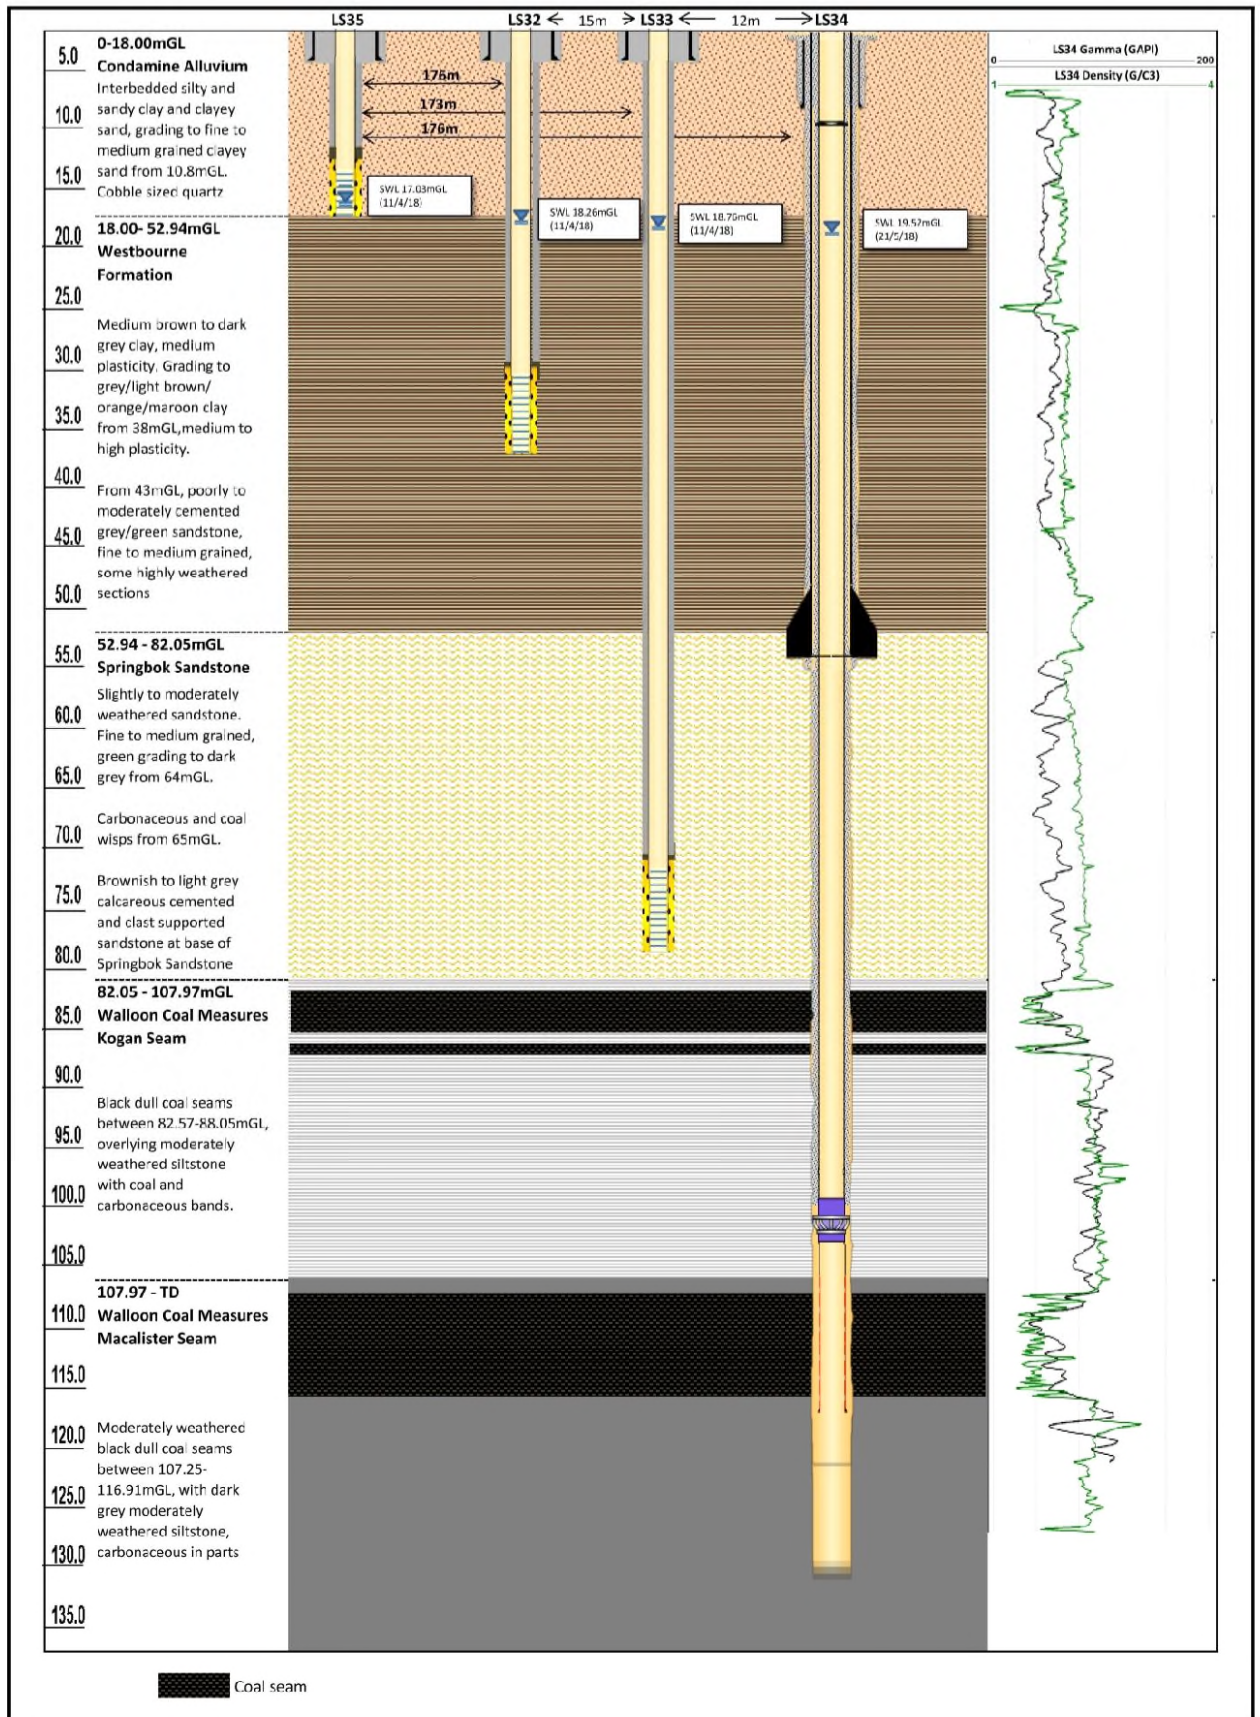 LS35
LS32
15m
LS33
12m
LS34
5.0
10.0
15.0
20.0
25.0
30.0
35.0
40.0
45.0
50.0
55.0
60.0
65.0
70.0
75.0
80.0
85.0
90.0
95.0
100.0
105.0
110.0
115.0
120.0
125.0
130.0
135.0
0-18.00mGL
Condamine Alluvium
Interbedded silty and
sandy clay and clayey
sand, grading to fine to
medium grained clayey
sand from 10.8mGL.
Cobble sized quartz
18.00- 52.94mGL
Westbourne
Formation
Medium brown to dark
grey clay, medium
plasticity. Grading to
grey/light brown/
orange/maroon clay
from 38mGL,medium to
high plasticity.
From 43mGL, poorly to
moderately cemented
grey/green sandstone,
fine to medium grained,
some highly weathered
sections
52.94 - 82.05mGL
Springbok Sandstone
Slightly to moderately
weathered sandstone.
Fine to medium grained,
green grading to dark
grey from 64mGL.
Carbonaceous and coal
wisps from 65mGL.
Brownish to light grey
calcareous cemented
and clast supported
sandstone at base of
Springbok Sandstone
82.05 - 107.97mGL
Walloon Coal Measures
Kogan Seam
Black dull coal seams
between 82.57-88.05mGL,
overlying moderately
weathered siltstone
with coal and
carbonaceous bands.
107.97 - TD
Walloon Coal Measures
Macalister Seam
Moderately weathered
black dull coal seams
between 107.25-
116.91mGL, with dark
grey moderately
weathered siltstone,
carbonaceous in parts
175m
173m
176m
SWL 17.03mGL
(11/4/18)
SWL 18.26mGL
(11/4/18)
SWL 18.75mGL
(11/4/18)
SWL 19.52mGL
(21/5/18)
LS34 Gamma (GAPI)
0
200
LS34 Density (G/C3)
1
4
Coal seam